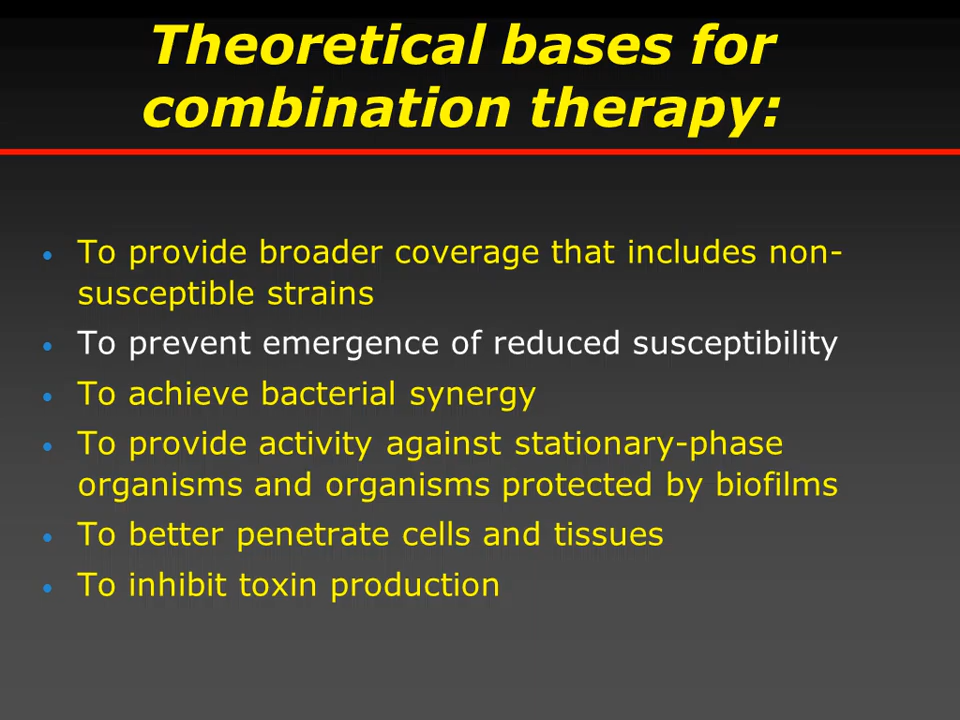 Theoretical bases for
combination therapy:
• To provide broader coverage that includes non-
susceptible strains
• To prevent emergence of reduced susceptibility
• To achieve bacterial synergy
• To provide activity against stationary-phase
organisms and organisms protected by biofilms
• To better penetrate cells and tissues
• To inhibit toxin production